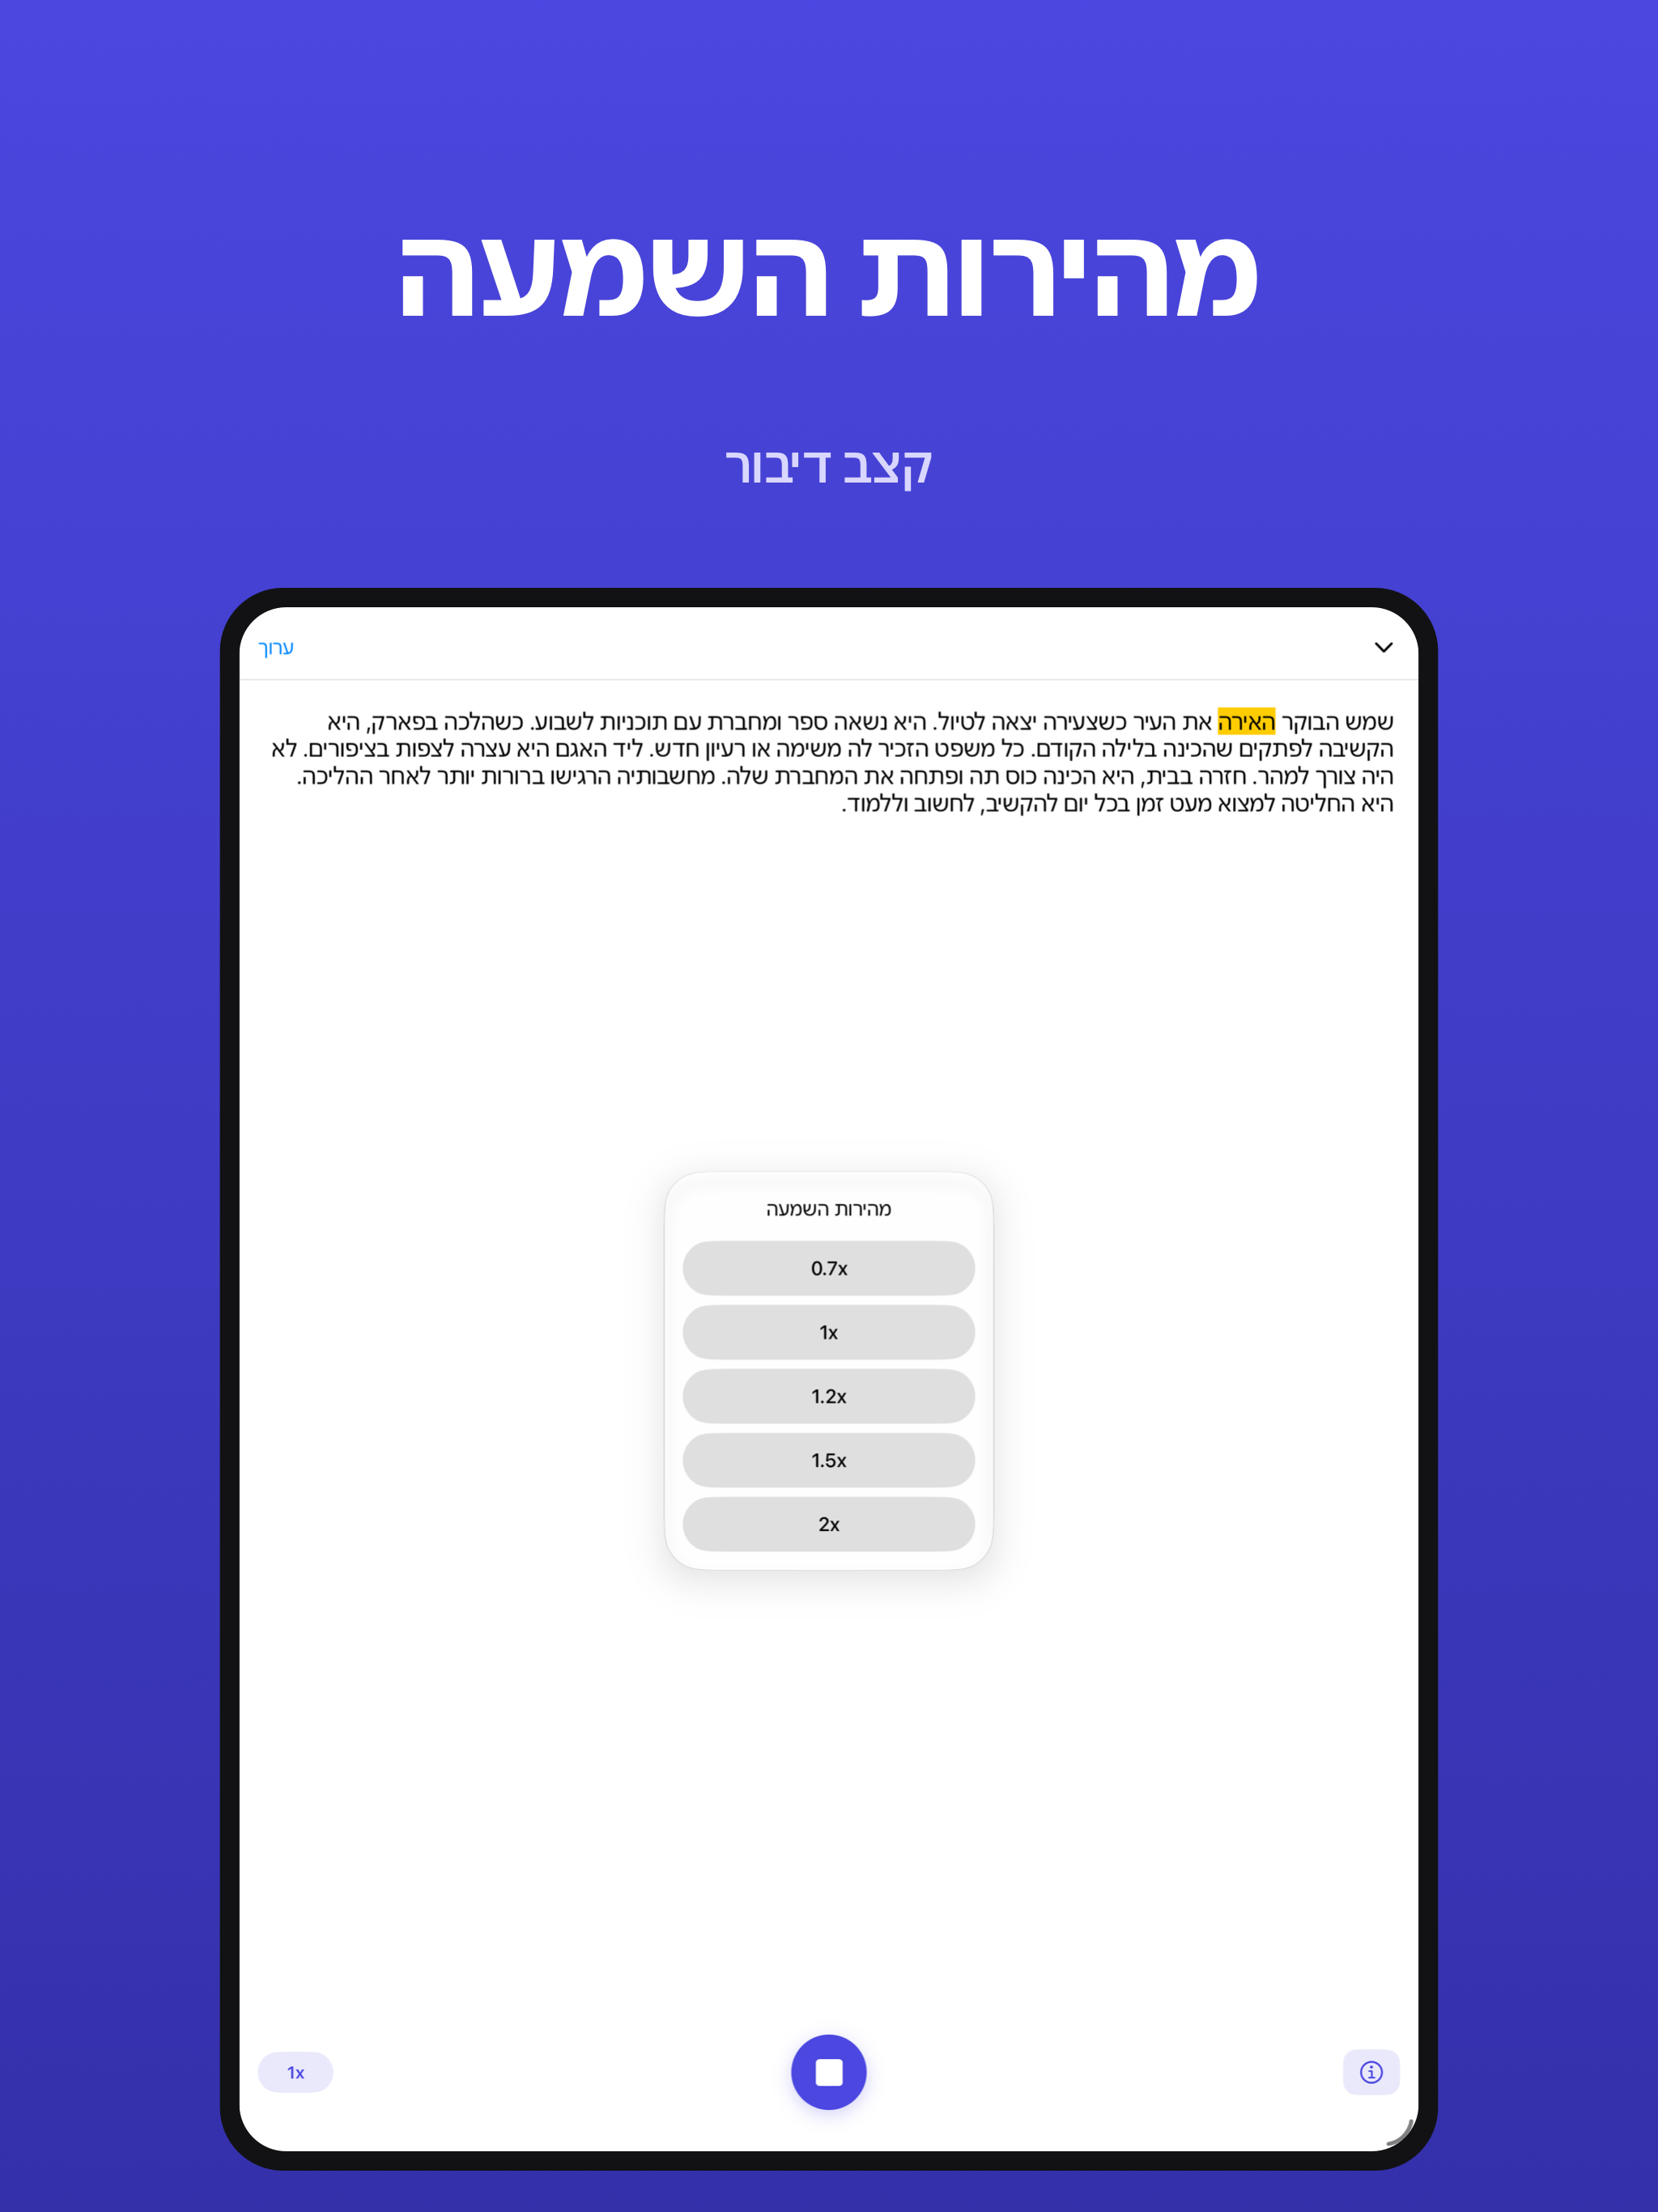 מהירות השמעה
קצב דיבור
ערוך
שמש הבוקר האירה את העיר כשצעירה יצאה לטיול. היא נשאה ספר ומחברת עם תוכניות לשבוע. כשהלכה בפארק, היא
הקשיבה לפתקים שהכינה בלילה הקודם. כל משפט הזכיר לה משימה או רעיון חדש. ליד האגם היא עצרה לצפות בציפורים. לא
היה צורך למהר. חזרה בבית, היא הכינה כוס תה ופתחה את המחברת שלה. מחשבותיה הרגישו ברורות יותר לאחר ההליכה.
היא החליטה למצוא מעט זמן בכל יום להקשיב, לחשוב וללמוד.
מהירות השמעה
0.7x
1x
1.2x
1.5x
2x
1x